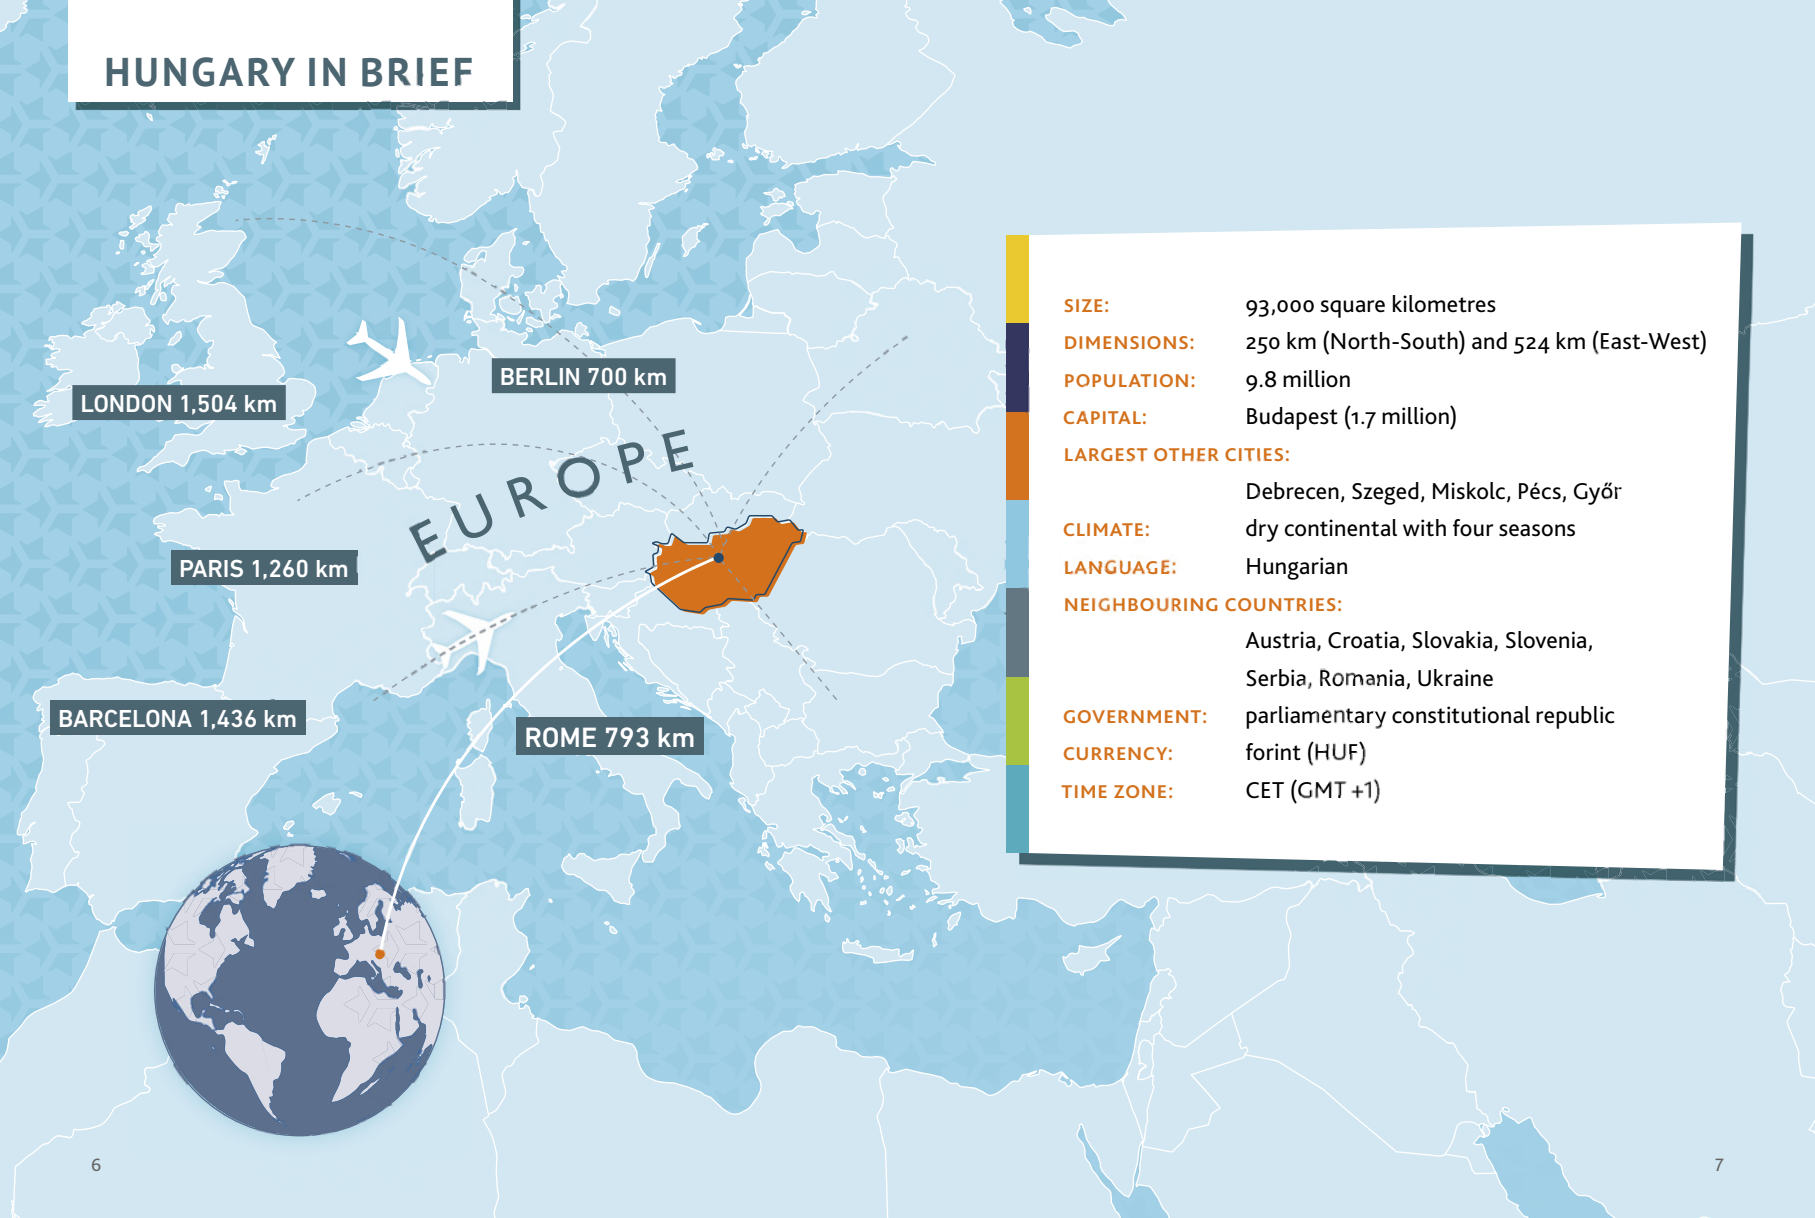 HUNGARY IN BRIEF
BERLIN 700 km
LONDON 1,504 km
EUROPE
PARIS 1,260 km
BARCELONA 1,436 km
ROME 793 km
SIZE: 93,000 square kilometres
DIMENSIONS: 250 km (North-South) and 524 km (East-West)
POPULATION: 9.8 million
CAPITAL: Budapest (1.7 million)
LARGEST OTHER CITIES:
Debrecen, Szeged, Miskolc, Pécs, Győr
CLIMATE: dry continental with four seasons
LANGUAGE: Hungarian
NEIGHBOURING COUNTRIES:
Austria, Croatia, Slovakia, Slovenia,
Serbia, Romania, Ukraine
GOVERNMENT: parliamentary constitutional republic
CURRENCY: forint (HUF)
TIME ZONE: CET (GMT +1)
6
7